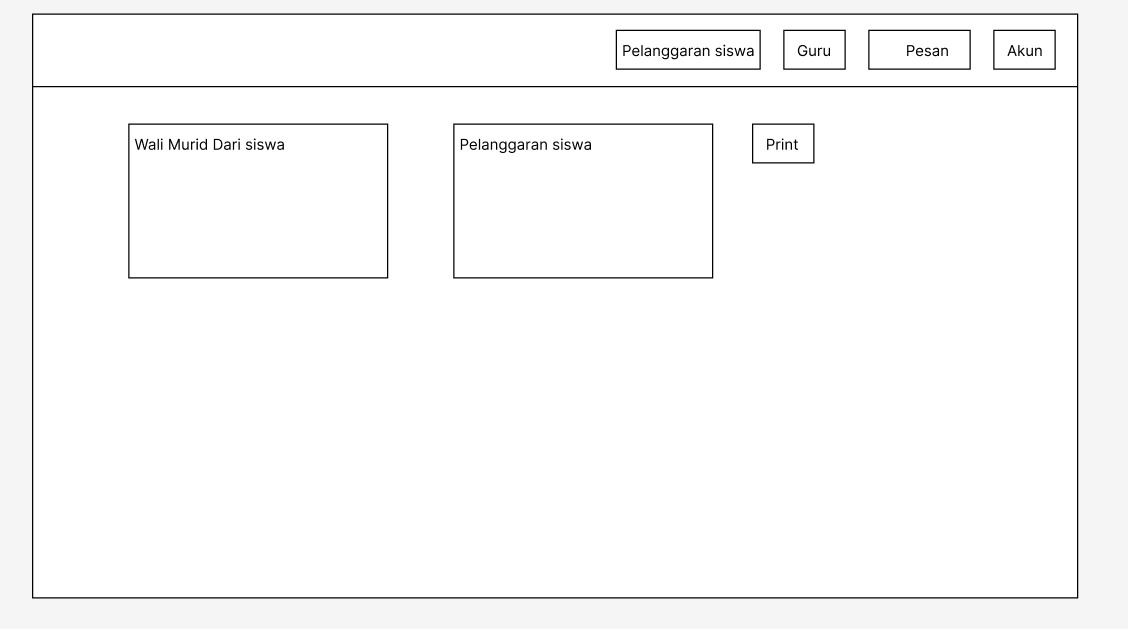 Pelanggaran siswa
Guru
Pesan
Akun
Wali Murid Dari siswa
Pelanggaran siswa
Print